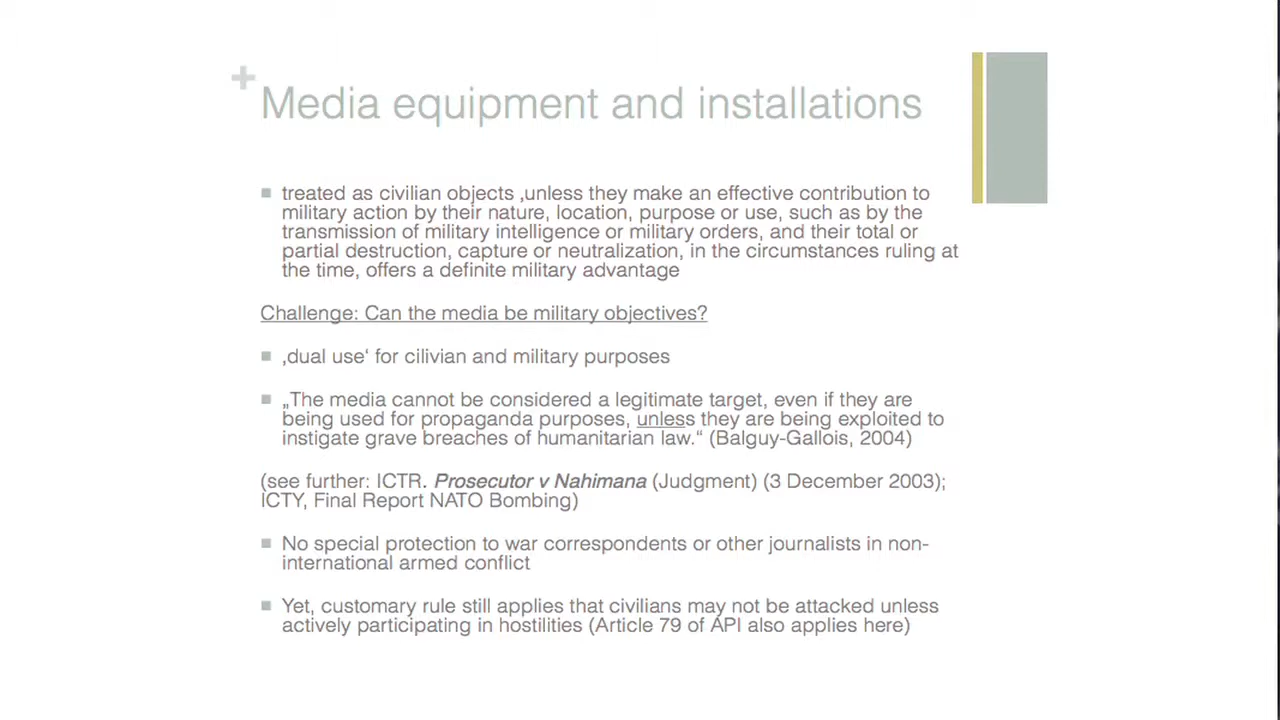 +
Media equipment and installations
■ treated as civilian objects ‚unless they make an effective contribution to
military action by their nature, location, purpose or use, such as by the
transmission of military intelligence or military orders, and their total or
partial destruction, capture or neutralization, in the circumstances ruling at
the time, offers a definite military advantage
Challenge: Can the media be military objectives?
■ ‚dual use‘ for cilivian and military purposes
■ „The media cannot be considered a legitimate target, even if they are
being used for propaganda purposes, unless they are being exploited to
instigate grave breaches of humanitarian law.“ (Balguy-Gallois, 2004)
(see further: ICTR. Prosecutor v Nahimana (Judgment) (3 December 2003);
ICTY, Final Report NATO Bombing)
■ No special protection to war correspondents or other journalists in non-
international armed conflict
■ Yet, customary rule still applies that civilians may not be attacked unless
actively participating in hostilities (Article 79 of API also applies here)